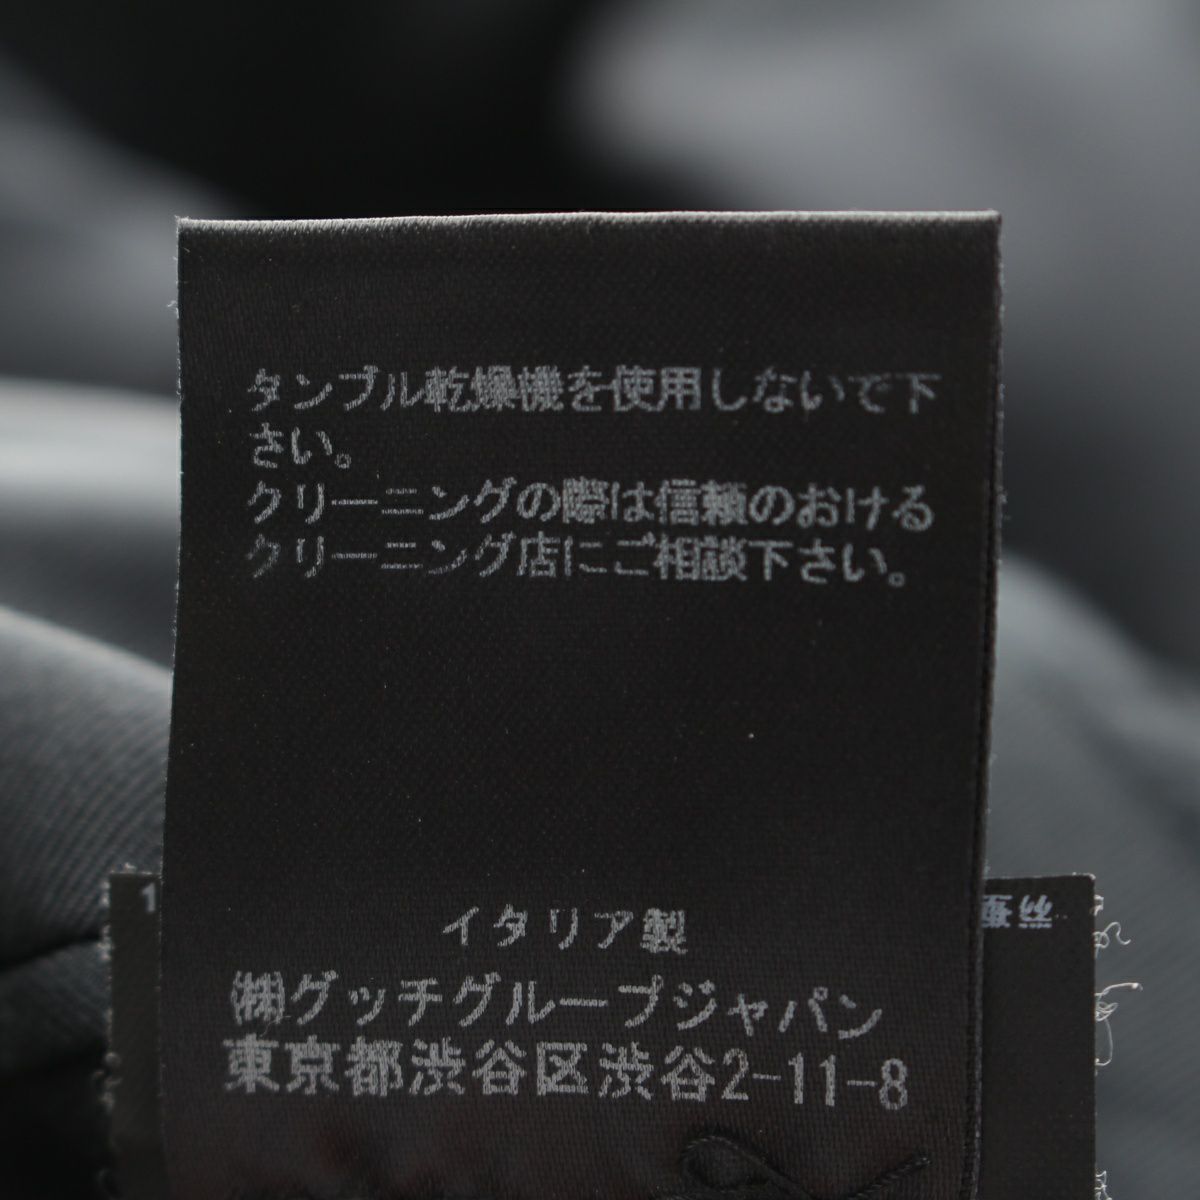 タンブル乾燥機を使用しないで下
さい。
クリーニングの際は信頼のおける
クリーニング店にご相談下さい。
イタリア製
㈱グッチグループジャパン
東京都渋谷区渋谷2-11-8